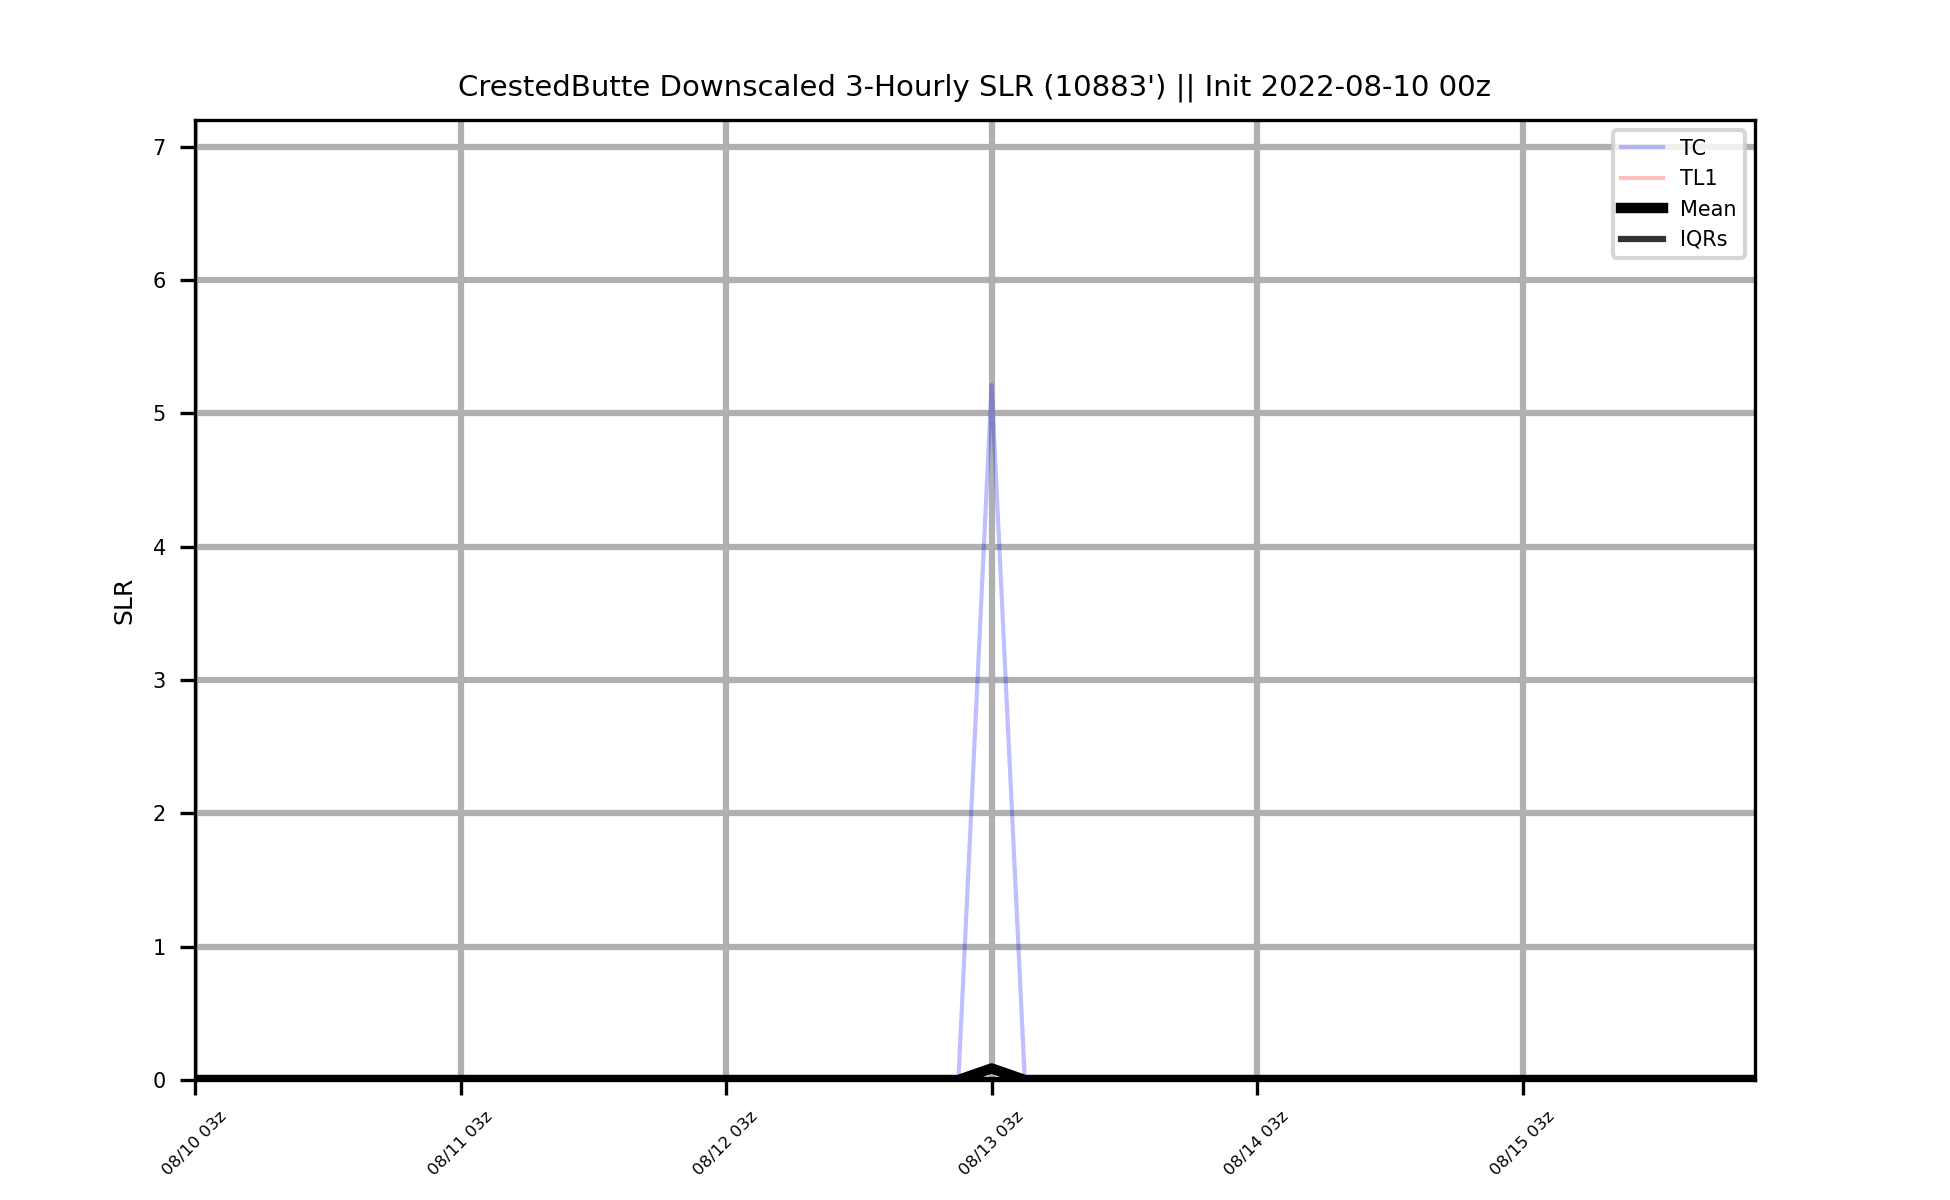 CrestedButte Downscaled 3-Hourly SLR (10883') || Init 2022-08-10 00z
TC
TL1
Mean
IQRs
7
6
5
4
3
2
1
0
SLR
08/10 03z
08/11 03z
08/12 03z
08/13 03z
08/14 03z
08/15 03z